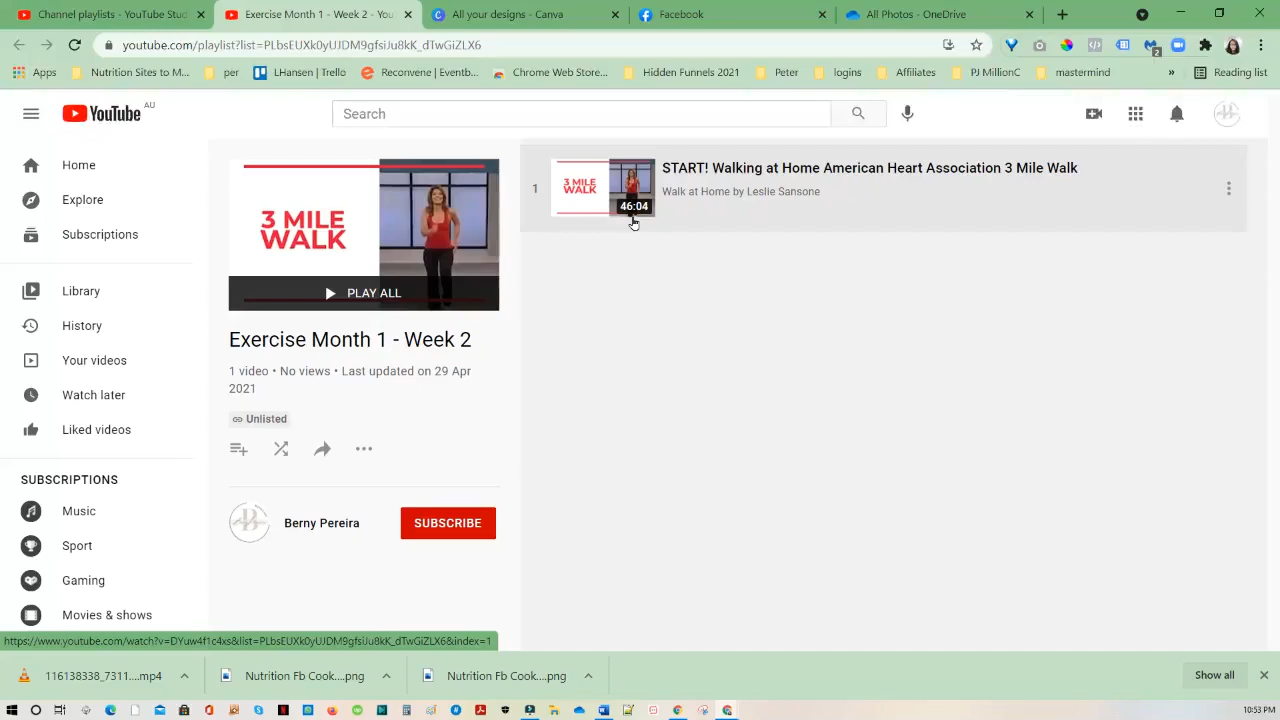 Playlist Content - YouTube Stud
Exercise Month 1 - Week 2 - You
All your designs - Canva
Facebook
All Photos - OneDrive
youtube.com/playlist?list=PLbsEUXk0yUJDM9gfsiJu8kK_dTwGiZLX6
2
Apps
Nutrition Sites to M...
per
LHansen | Trello
Reconvene | Eventb...
Chrome Web Store...
Hidden Funnels 2021
Peter
logins
Affiliates
PJ MillionC
mastermind
»
Reading list
YouTube AU
Search
Home
Explore
Subscriptions
Library
History
Your videos
Watch later
Liked videos
SUBSCRIPTIONS
Music
Sport
Gaming
Movies & shows
3 MILE
WALK
PLAY ALL
Exercise Month 1 - Week 2
1 video • No views • Last updated on 29 Apr
2021
Unlisted
Berny Pereira
SUBSCRIBE
1
3 MILE
WALK
46:04
START! Walking at Home American Heart Association 3 Mile Walk
Walk at Home by Leslie Sansone
https://www.youtube.com/watch?v=DYuw4f1c4xs&list=PLbsEUXk0yUJDM9gfsiJu8kK_dTwGiZLX6&index=1
116138338_7311....mp4
Nutrition Fb Cook....png
Nutrition Fb Cook....png
Show all
10:53 PM